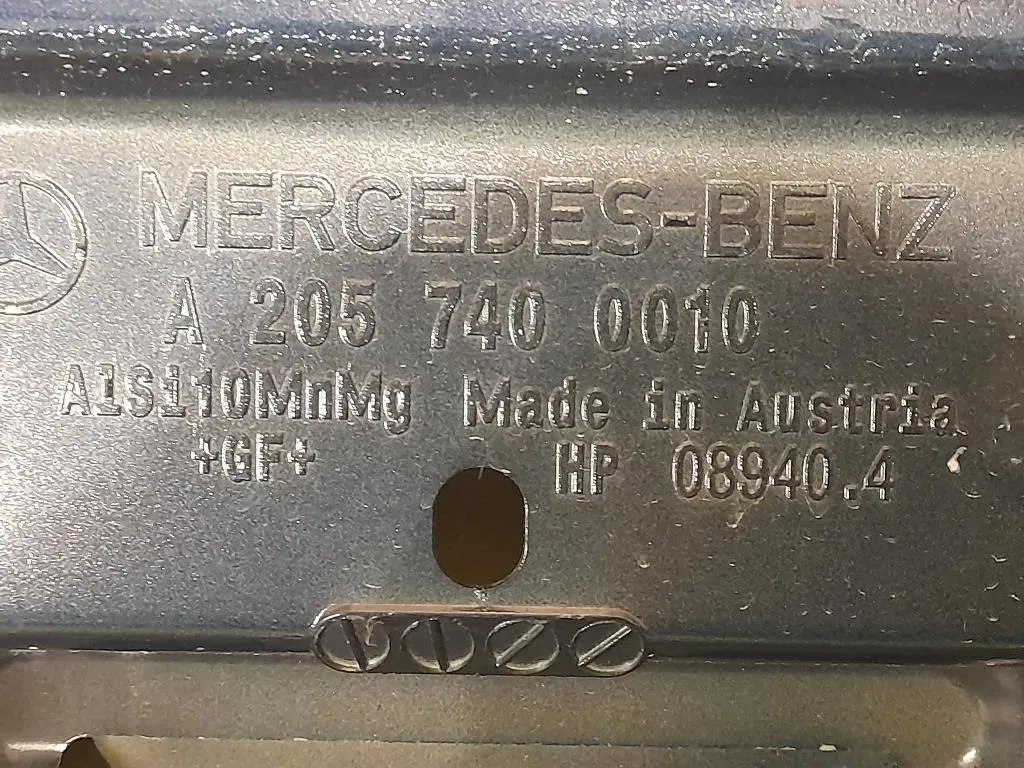 MERCEDES-BENZ
A 205 740 0010
AlSi10MnMg Made in Austria
+GF+ HP 08940.4